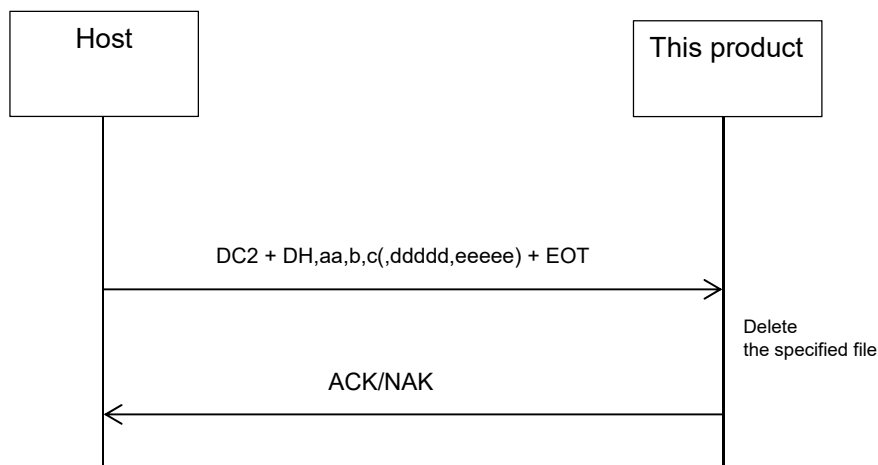 Host
This product
DC2 + DH,aa,b,c(,ddddd,eeeee) + EOT
Delete
the specified file
ACK/NAK